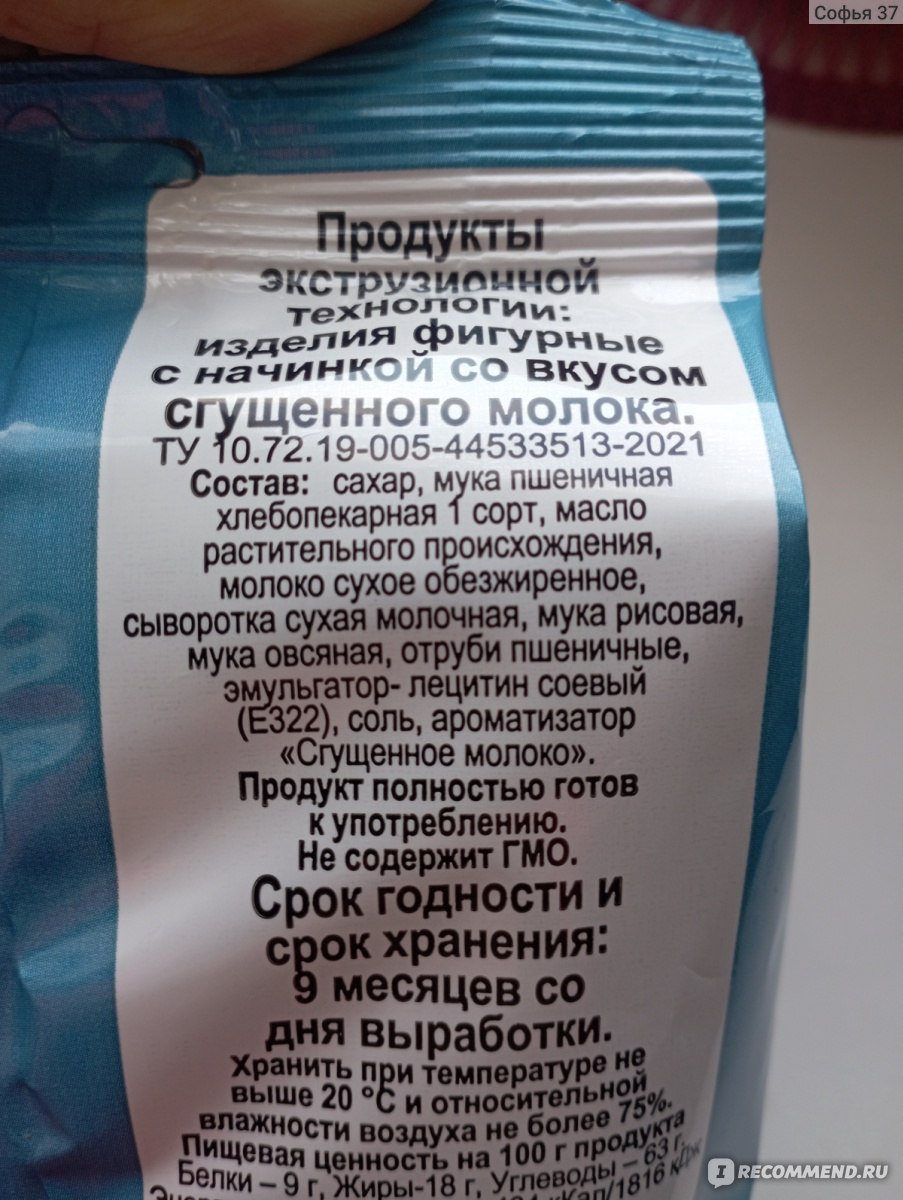 Софья 37
Продукты
экструзионной
технологии:
изделия фигурные
с начинкой со вкусом
сгущенного молока.
ТУ 10.72.19-005-44533513-2021
Состав: сахар, мука пшеничная
хлебопекарная 1 сорт, масло
растительного происхождения,
молоко сухое обезжиренное,
сыворотка сухая молочная, мука рисовая,
мука овсяная, отруби пшеничные,
эмульгатор- лецитин соевый
(Е322), соль, ароматизатор
«Сгущенное молоко».
Продукт полностью готов
к употреблению.
Не содержит ГМО.
Срок годности и
срок хранения:
9 месяцев со
дня выработки.
Хранить при температуре не
выше 20 °С и относительной
влажности воздуха не более 75%.
Пищевая ценность на 100 г продукта
Белки – 9 г, Жиры-18 г, Углеводы – 63 г.
кКал/1816 кДж
IRECOMMEND.RU